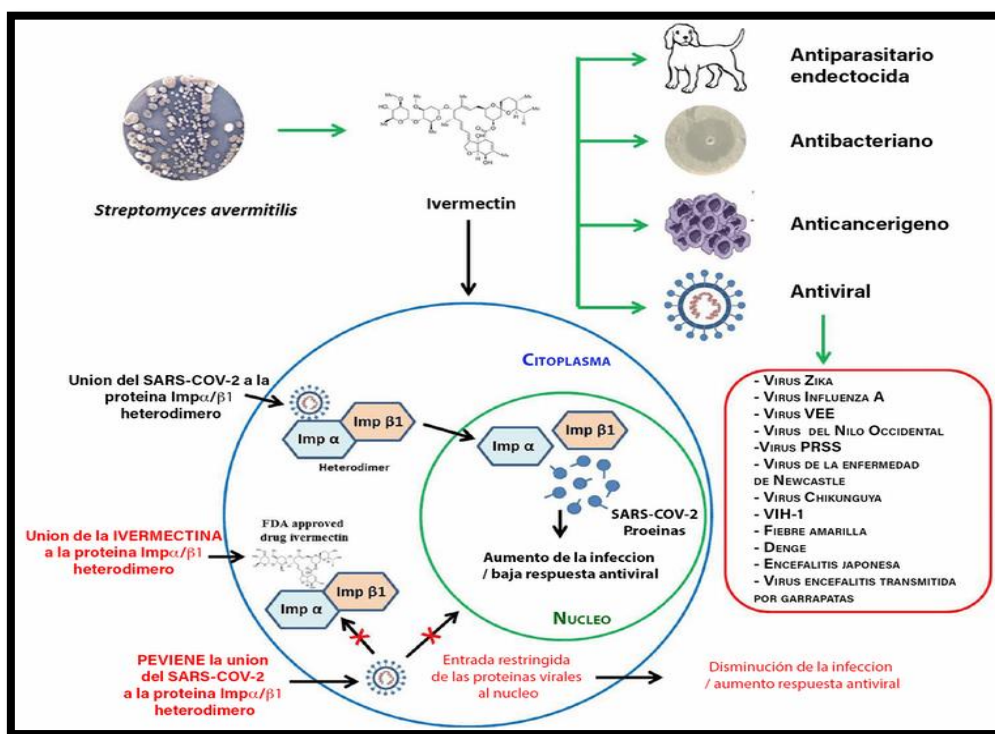 Streptomyces avermitilis
Ivermectin
Antiparasitario
endectocida
Antibacteriano
Anticancerigeno
Antiviral
- VIRUS ZIKA
- VIRUS INFLUENZA A
- VIRUS VEE
- VIRUS DEL NILO OCCIDENTAL
-VIRUS PRSS
- VIRUS DE LA ENFERMEDAD
DE NEWCASTLE
- VIRUS CHIKUNGUYA
- VIH-1
- FIEBRE AMARILLA
- DENGE
- ENCEFALITIS JAPONESA
- VIRUS ENCEFALITIS TRANSMITIDA
POR GARRAPATAS
CITOPLASMA
Union del SARS-COV-2 a la
proteina Impα/β1
heterodimero
Imp α
Imp β1
Heterodimer
Imp α
Imp β1
SARS-COV-2
Proeinas
Aumento de la infeccion
/ baja respuesta antiviral
NUCLEO
Union de la IVERMECTINA
a la proteina Impα/β1
heterodimero
FDA approved
drug ivermectin
Imp α
Imp β1
PEVIENE la union
del SARS-COV-2
a la proteina Impα/β1
heterodimero
Entrada restringida
de las proteinas virales
al nucleo
Disminución de la infeccion
/ aumento respuesta antiviral